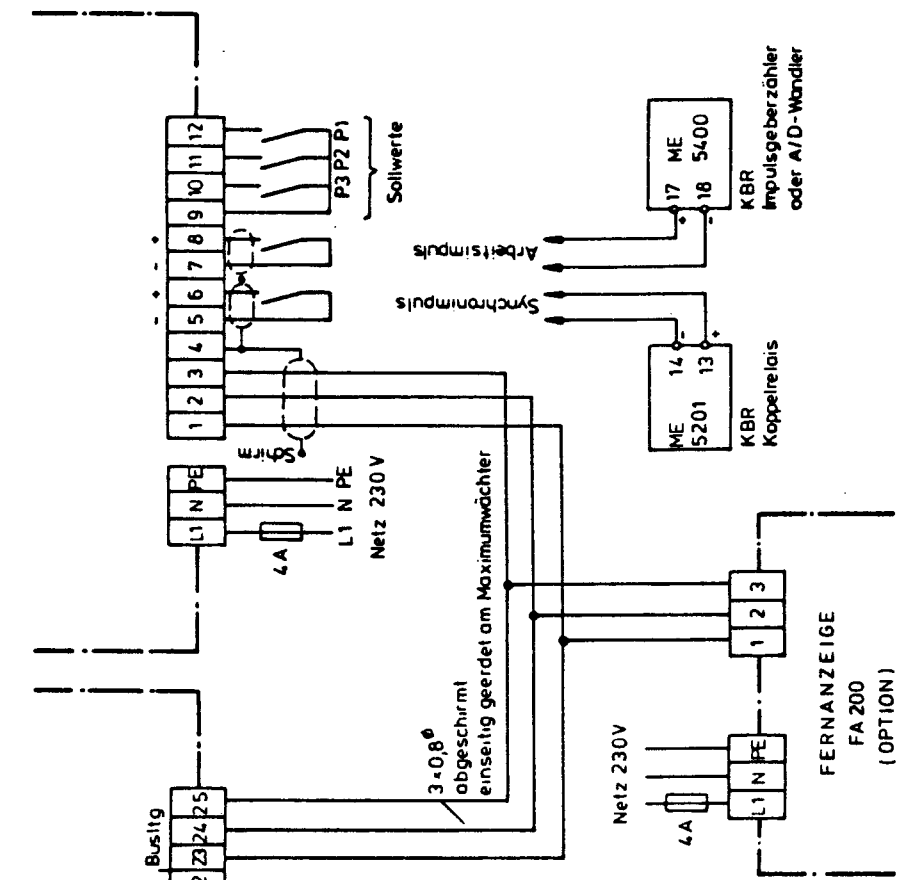 12
11
10
9
8
7
6
5
4
3
2
1
+
-
+
-
P3 P2 P1
Sollwerte
Schirm
PE
N
L1
L1 N PE
Netz 230V
4A
Arbeitsimpuls
Synchronimpuls
17 ME
18 5400
+
-
KBR
Impulsgeberzähler
oder A/D-Wandler
ME 14
5201 13
-
+
KBR
Koppelrelais
3×0,8ø
abgeschirmt
einseitig geerdet am Maximumwächter
Busltg
23 24 25
1 2 3
Netz 230V
4A
L1 N PE
FERNANZEIGE
FA 200
(OPTION)